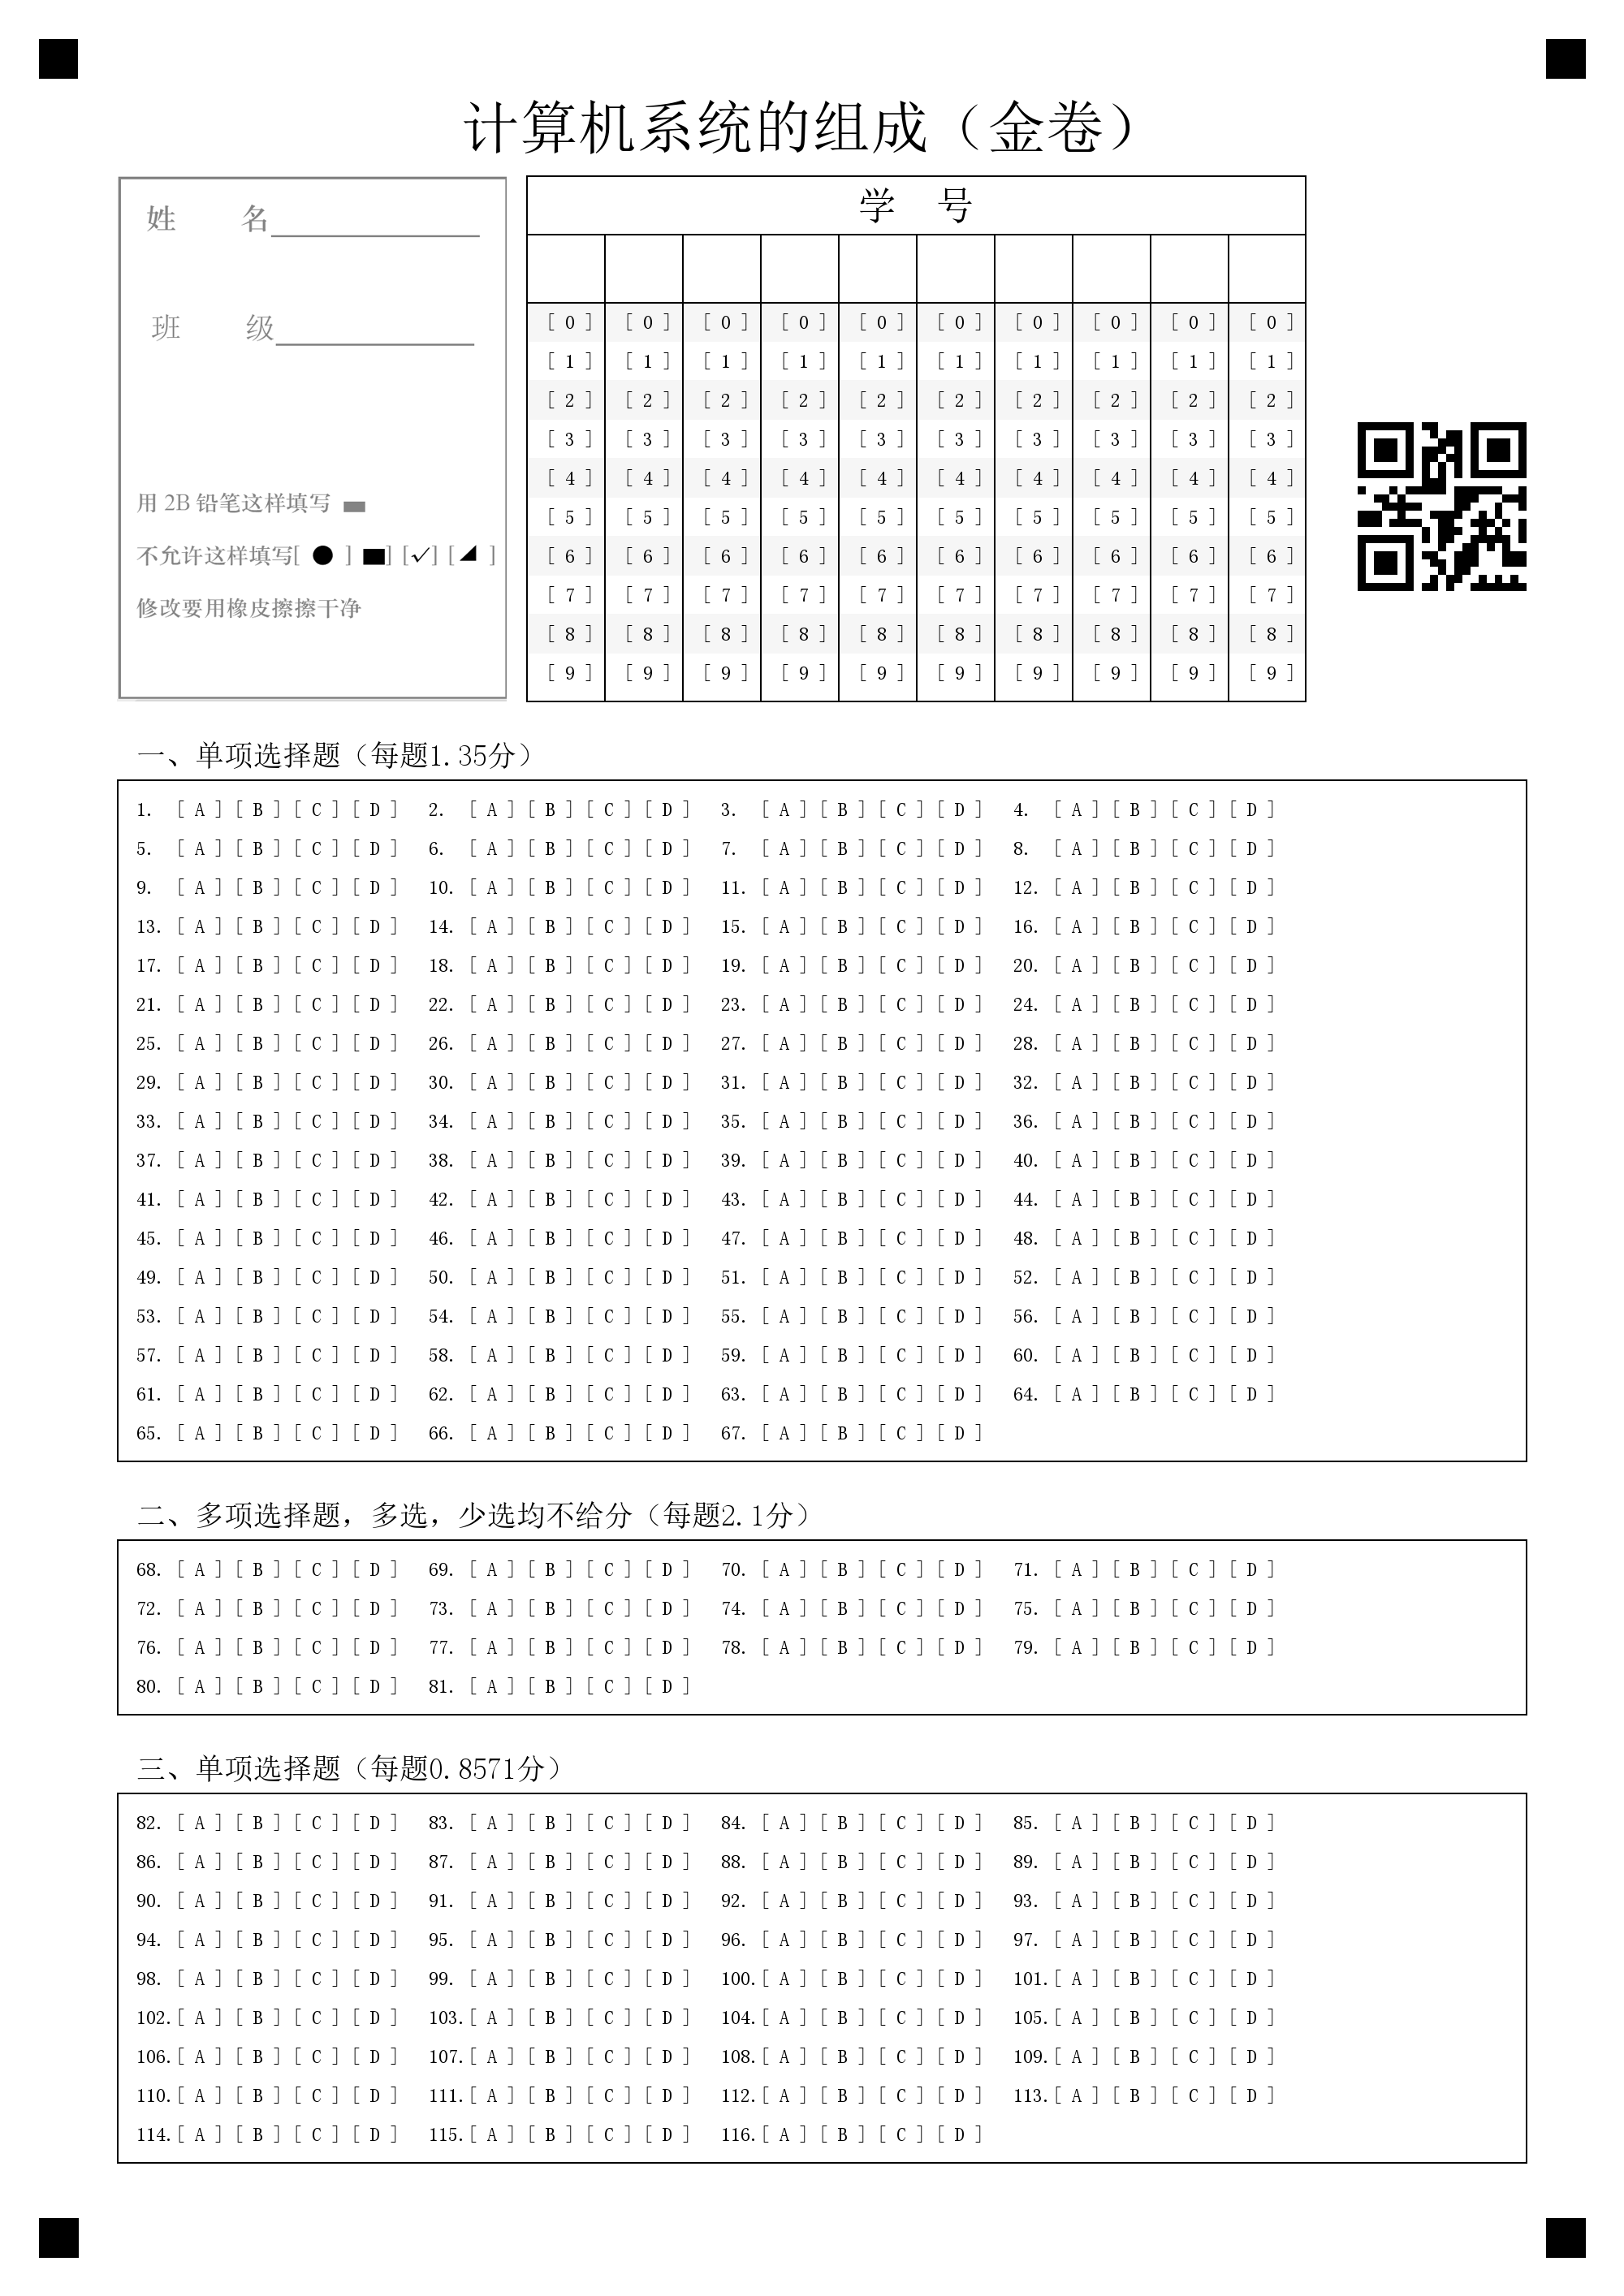 计算机系统的组成（金卷）
姓 名
班 级
用 2B 铅笔这样填写
不允许这样填写[ ● ] ■] [✓] [◢ ]
修改要用橡皮擦擦干净
学 号
[ 0 ] [ 0 ] [ 0 ] [ 0 ] [ 0 ] [ 0 ] [ 0 ] [ 0 ] [ 0 ] [ 0 ]
[ 1 ] [ 1 ] [ 1 ] [ 1 ] [ 1 ] [ 1 ] [ 1 ] [ 1 ] [ 1 ] [ 1 ]
[ 2 ] [ 2 ] [ 2 ] [ 2 ] [ 2 ] [ 2 ] [ 2 ] [ 2 ] [ 2 ] [ 2 ]
[ 3 ] [ 3 ] [ 3 ] [ 3 ] [ 3 ] [ 3 ] [ 3 ] [ 3 ] [ 3 ] [ 3 ]
[ 4 ] [ 4 ] [ 4 ] [ 4 ] [ 4 ] [ 4 ] [ 4 ] [ 4 ] [ 4 ] [ 4 ]
[ 5 ] [ 5 ] [ 5 ] [ 5 ] [ 5 ] [ 5 ] [ 5 ] [ 5 ] [ 5 ] [ 5 ]
[ 6 ] [ 6 ] [ 6 ] [ 6 ] [ 6 ] [ 6 ] [ 6 ] [ 6 ] [ 6 ] [ 6 ]
[ 7 ] [ 7 ] [ 7 ] [ 7 ] [ 7 ] [ 7 ] [ 7 ] [ 7 ] [ 7 ] [ 7 ]
[ 8 ] [ 8 ] [ 8 ] [ 8 ] [ 8 ] [ 8 ] [ 8 ] [ 8 ] [ 8 ] [ 8 ]
[ 9 ] [ 9 ] [ 9 ] [ 9 ] [ 9 ] [ 9 ] [ 9 ] [ 9 ] [ 9 ] [ 9 ]
一、单项选择题（每题1.35分）
1. [ A ] [ B ] [ C ] [ D ] 2. [ A ] [ B ] [ C ] [ D ] 3. [ A ] [ B ] [ C ] [ D ] 4. [ A ] [ B ] [ C ] [ D ]
5. [ A ] [ B ] [ C ] [ D ] 6. [ A ] [ B ] [ C ] [ D ] 7. [ A ] [ B ] [ C ] [ D ] 8. [ A ] [ B ] [ C ] [ D ]
9. [ A ] [ B ] [ C ] [ D ] 10. [ A ] [ B ] [ C ] [ D ] 11. [ A ] [ B ] [ C ] [ D ] 12. [ A ] [ B ] [ C ] [ D ]
13. [ A ] [ B ] [ C ] [ D ] 14. [ A ] [ B ] [ C ] [ D ] 15. [ A ] [ B ] [ C ] [ D ] 16. [ A ] [ B ] [ C ] [ D ]
17. [ A ] [ B ] [ C ] [ D ] 18. [ A ] [ B ] [ C ] [ D ] 19. [ A ] [ B ] [ C ] [ D ] 20. [ A ] [ B ] [ C ] [ D ]
21. [ A ] [ B ] [ C ] [ D ] 22. [ A ] [ B ] [ C ] [ D ] 23. [ A ] [ B ] [ C ] [ D ] 24. [ A ] [ B ] [ C ] [ D ]
25. [ A ] [ B ] [ C ] [ D ] 26. [ A ] [ B ] [ C ] [ D ] 27. [ A ] [ B ] [ C ] [ D ] 28. [ A ] [ B ] [ C ] [ D ]
29. [ A ] [ B ] [ C ] [ D ] 30. [ A ] [ B ] [ C ] [ D ] 31. [ A ] [ B ] [ C ] [ D ] 32. [ A ] [ B ] [ C ] [ D ]
33. [ A ] [ B ] [ C ] [ D ] 34. [ A ] [ B ] [ C ] [ D ] 35. [ A ] [ B ] [ C ] [ D ] 36. [ A ] [ B ] [ C ] [ D ]
37. [ A ] [ B ] [ C ] [ D ] 38. [ A ] [ B ] [ C ] [ D ] 39. [ A ] [ B ] [ C ] [ D ] 40. [ A ] [ B ] [ C ] [ D ]
41. [ A ] [ B ] [ C ] [ D ] 42. [ A ] [ B ] [ C ] [ D ] 43. [ A ] [ B ] [ C ] [ D ] 44. [ A ] [ B ] [ C ] [ D ]
45. [ A ] [ B ] [ C ] [ D ] 46. [ A ] [ B ] [ C ] [ D ] 47. [ A ] [ B ] [ C ] [ D ] 48. [ A ] [ B ] [ C ] [ D ]
49. [ A ] [ B ] [ C ] [ D ] 50. [ A ] [ B ] [ C ] [ D ] 51. [ A ] [ B ] [ C ] [ D ] 52. [ A ] [ B ] [ C ] [ D ]
53. [ A ] [ B ] [ C ] [ D ] 54. [ A ] [ B ] [ C ] [ D ] 55. [ A ] [ B ] [ C ] [ D ] 56. [ A ] [ B ] [ C ] [ D ]
57. [ A ] [ B ] [ C ] [ D ] 58. [ A ] [ B ] [ C ] [ D ] 59. [ A ] [ B ] [ C ] [ D ] 60. [ A ] [ B ] [ C ] [ D ]
61. [ A ] [ B ] [ C ] [ D ] 62. [ A ] [ B ] [ C ] [ D ] 63. [ A ] [ B ] [ C ] [ D ] 64. [ A ] [ B ] [ C ] [ D ]
65. [ A ] [ B ] [ C ] [ D ] 66. [ A ] [ B ] [ C ] [ D ] 67. [ A ] [ B ] [ C ] [ D ]
二、多项选择题，多选，少选均不给分（每题2.1分）
68. [ A ] [ B ] [ C ] [ D ] 69. [ A ] [ B ] [ C ] [ D ] 70. [ A ] [ B ] [ C ] [ D ] 71. [ A ] [ B ] [ C ] [ D ]
72. [ A ] [ B ] [ C ] [ D ] 73. [ A ] [ B ] [ C ] [ D ] 74. [ A ] [ B ] [ C ] [ D ] 75. [ A ] [ B ] [ C ] [ D ]
76. [ A ] [ B ] [ C ] [ D ] 77. [ A ] [ B ] [ C ] [ D ] 78. [ A ] [ B ] [ C ] [ D ] 79. [ A ] [ B ] [ C ] [ D ]
80. [ A ] [ B ] [ C ] [ D ] 81. [ A ] [ B ] [ C ] [ D ]
三、单项选择题（每题0.8571分）
82. [ A ] [ B ] [ C ] [ D ] 83. [ A ] [ B ] [ C ] [ D ] 84. [ A ] [ B ] [ C ] [ D ] 85. [ A ] [ B ] [ C ] [ D ]
86. [ A ] [ B ] [ C ] [ D ] 87. [ A ] [ B ] [ C ] [ D ] 88. [ A ] [ B ] [ C ] [ D ] 89. [ A ] [ B ] [ C ] [ D ]
90. [ A ] [ B ] [ C ] [ D ] 91. [ A ] [ B ] [ C ] [ D ] 92. [ A ] [ B ] [ C ] [ D ] 93. [ A ] [ B ] [ C ] [ D ]
94. [ A ] [ B ] [ C ] [ D ] 95. [ A ] [ B ] [ C ] [ D ] 96. [ A ] [ B ] [ C ] [ D ] 97. [ A ] [ B ] [ C ] [ D ]
98. [ A ] [ B ] [ C ] [ D ] 99. [ A ] [ B ] [ C ] [ D ] 100. [ A ] [ B ] [ C ] [ D ] 101. [ A ] [ B ] [ C ] [ D ]
102. [ A ] [ B ] [ C ] [ D ] 103. [ A ] [ B ] [ C ] [ D ] 104. [ A ] [ B ] [ C ] [ D ] 105. [ A ] [ B ] [ C ] [ D ]
106. [ A ] [ B ] [ C ] [ D ] 107. [ A ] [ B ] [ C ] [ D ] 108. [ A ] [ B ] [ C ] [ D ] 109. [ A ] [ B ] [ C ] [ D ]
110. [ A ] [ B ] [ C ] [ D ] 111. [ A ] [ B ] [ C ] [ D ] 112. [ A ] [ B ] [ C ] [ D ] 113. [ A ] [ B ] [ C ] [ D ]
114. [ A ] [ B ] [ C ] [ D ] 115. [ A ] [ B ] [ C ] [ D ] 116. [ A ] [ B ] [ C ] [ D ]